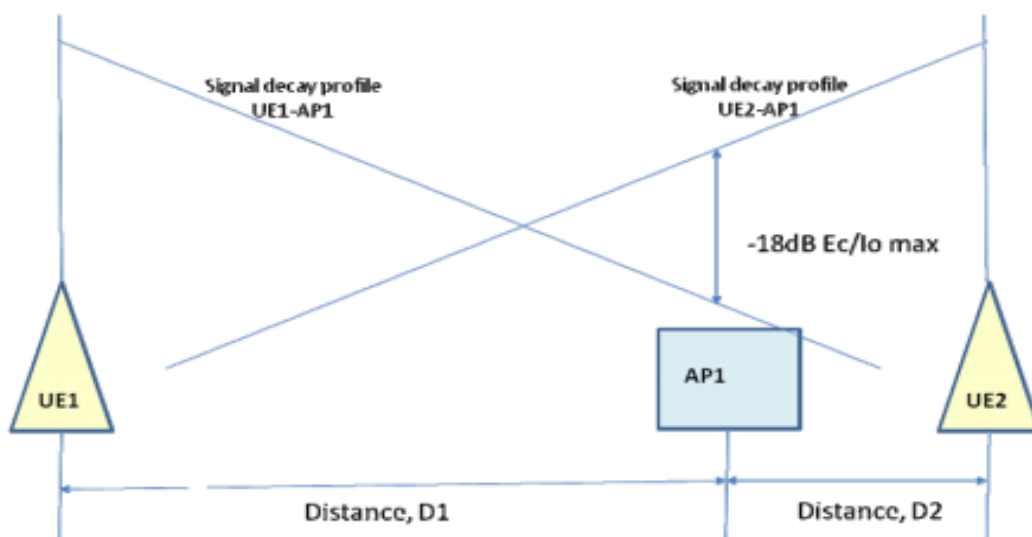 Signal decay profile
UE1-AP1
Signal decay profile
UE2-AP1
-18dB Ec/Io max
UE1
AP1
UE2
Distance, D1
Distance, D2